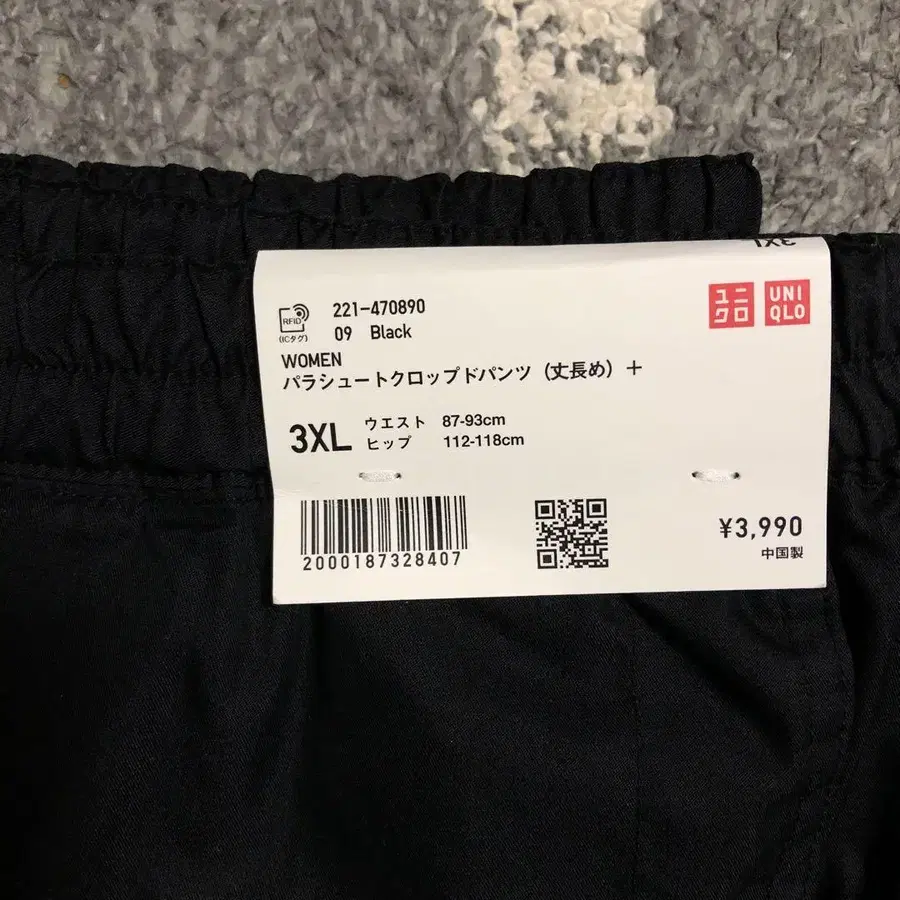 3XL
RFID
(ICタグ)
221-470890
09 Black
ユニクロ
UNIQLO
WOMEN
パラシュートクロップドパンツ (丈長め) +
3XL
ウエスト 87-93cm
ヒップ 112-118cm
2000187328407
¥3,990
中国製